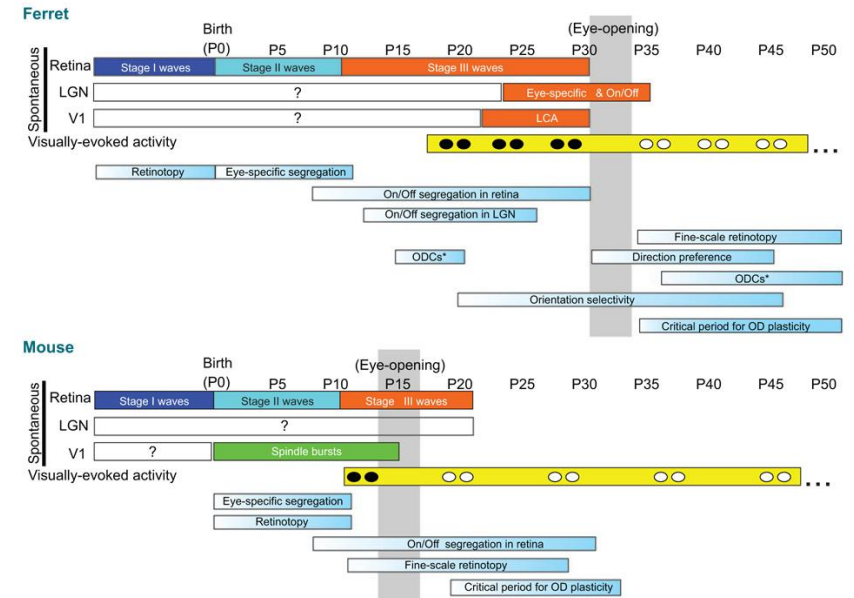 Ferret
Birth (Eye-opening)
(P0) P5 P10 P15 P20 P25 P30 P35 P40 P45 P50
Spontaneous
Retina Stage I waves Stage II waves Stage III waves
LGN ? Eye-specific & On/Off
V1 ? LCA
Visually-evoked activity ...
Retinotopy Eye-specific segregation
On/Off segregation in retina
On/Off segregation in LGN
Fine-scale retinotopy
ODCs* Direction preference
ODCs*
Orientation selectivity
Critical period for OD plasticity
Mouse
Birth (Eye-opening)
(P0) P5 P10 P15 P20 P25 P30 P35 P40 P45 P50
Spontaneous
Retina Stage I waves Stage II waves Stage III waves
LGN ?
V1 ? Spindle bursts
Visually-evoked activity ...
Eye-specific segregation
Retinotopy
On/Off segregation in retina
Fine-scale retinotopy
Critical period for OD plasticity